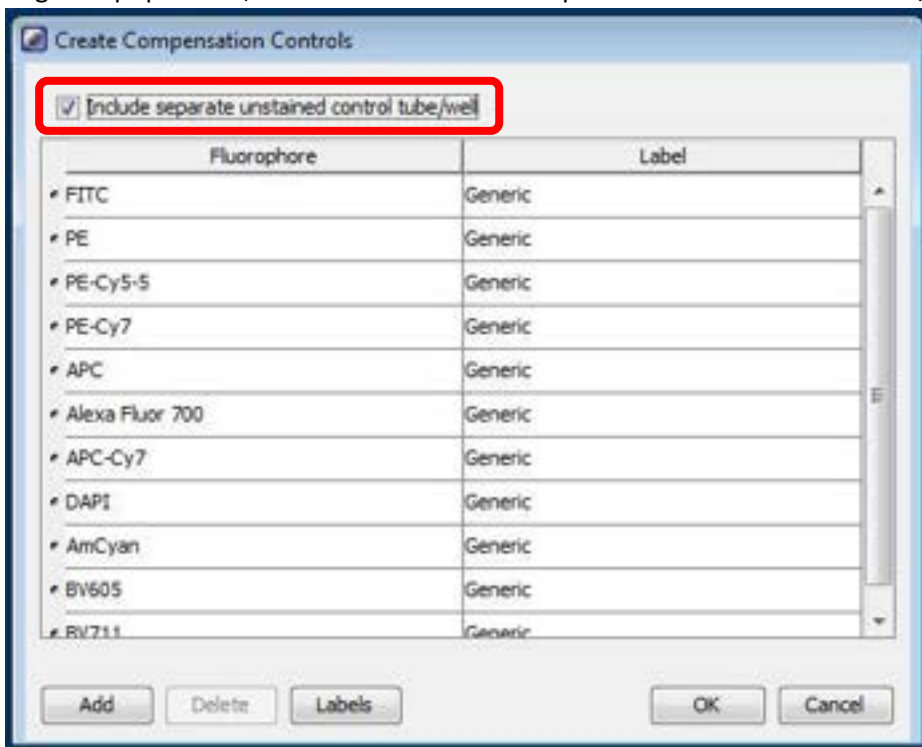 Create Compensation Controls
Include separate unstained control tube/well
Fluorophore Label
FITC Generic
PE Generic
PE-Cy5-5 Generic
PE-Cy7 Generic
APC Generic
Alexa Fluor 700 Generic
APC-Cy7 Generic
DAPI Generic
AmCyan Generic
BV605 Generic
BV711 Generic
Add Delete Labels OK Cancel